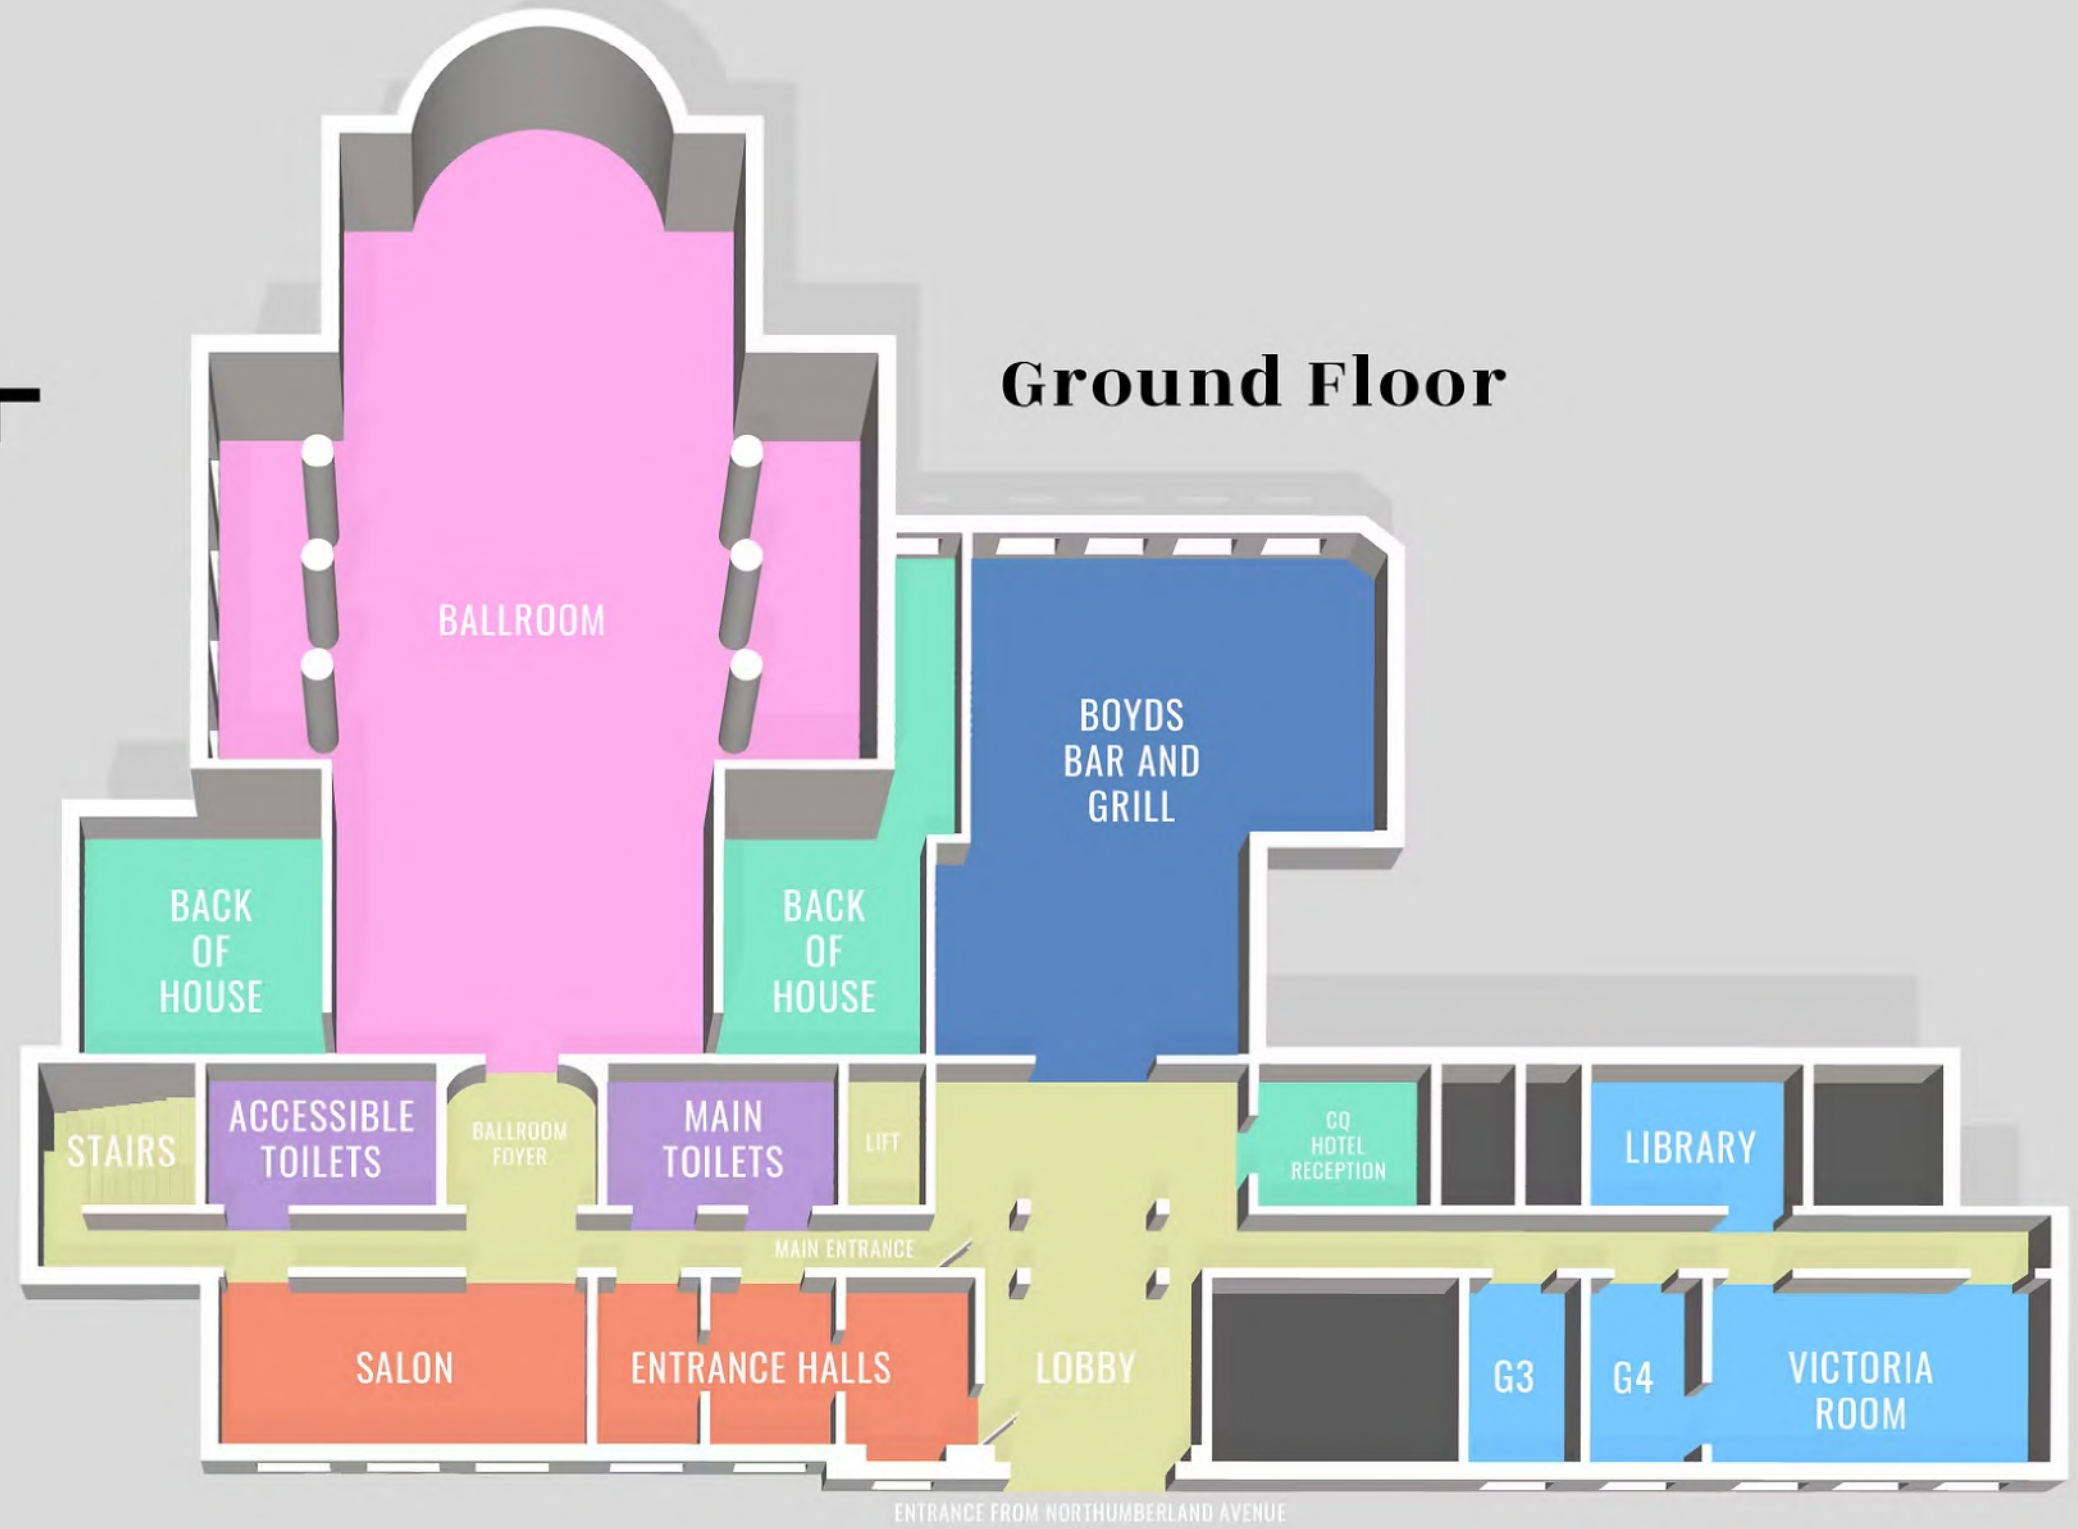 Ground Floor
BALLROOM
BOYDS
BAR AND
GRILL
BACK
OF
HOUSE
BACK
OF
HOUSE
STAIRS
ACCESSIBLE
TOILETS
BALLROOM
FOYER
MAIN
TOILETS
LIFT
CQ
HOTEL
RECEPTION
LIBRARY
MAIN ENTRANCE
SALON
ENTRANCE HALLS
LOBBY
G3
G4
VICTORIA
ROOM
ENTRANCE FROM NORTHUMBERLAND AVENUE